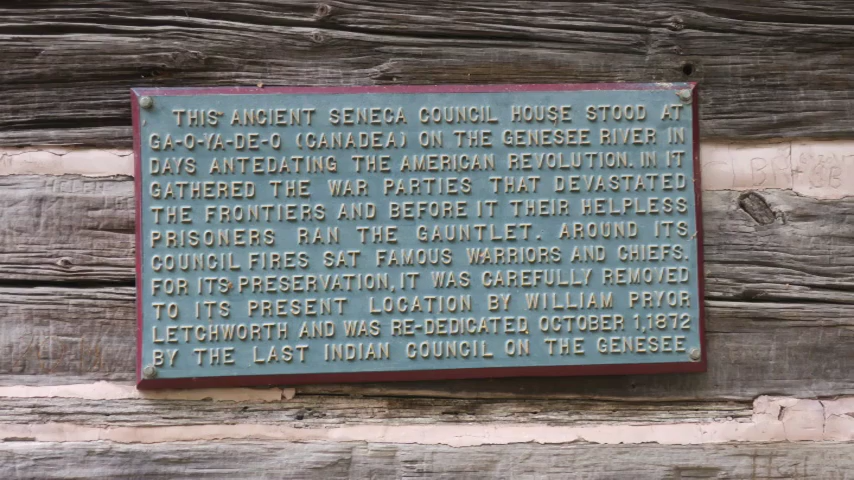 THIS ANCIENT SENECA COUNCIL HOUSE STOOD AT
GA-O-YA-DE-O (CANADEA) ON THE GENESEE RIVER IN
DAYS ANTEDATING THE AMERICAN REVOLUTION. IN IT
GATHERED THE WAR PARTIES THAT DEVASTATED
THE FRONTIERS AND BEFORE IT THEIR HELPLESS
PRISONERS RAN THE GAUNTLET. AROUND ITS
COUNCIL FIRES SAT FAMOUS WARRIORS AND CHIEFS.
FOR ITS PRESERVATION, IT WAS CAREFULLY REMOVED
TO ITS PRESENT LOCATION BY WILLIAM PRYOR
LETCHWORTH AND WAS RE-DEDICATED OCTOBER 1, 1872
BY THE LAST INDIAN COUNCIL ON THE GENESEE